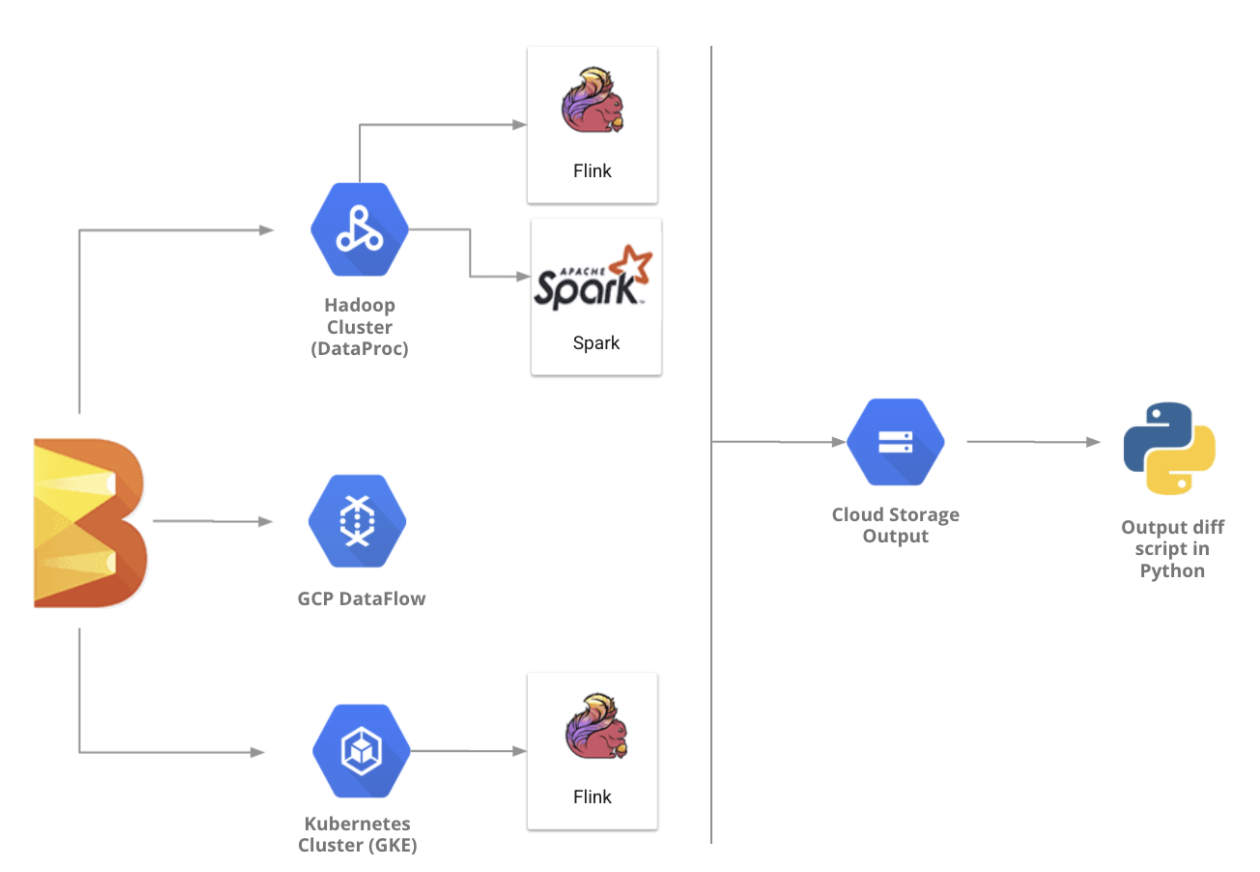 Flink
APACHE
Spark™
Spark
Hadoop
Cluster
(DataProc)
GCP DataFlow
Cloud Storage
Output
Output diff
script in
Python
Flink
Kubernetes
Cluster (GKE)